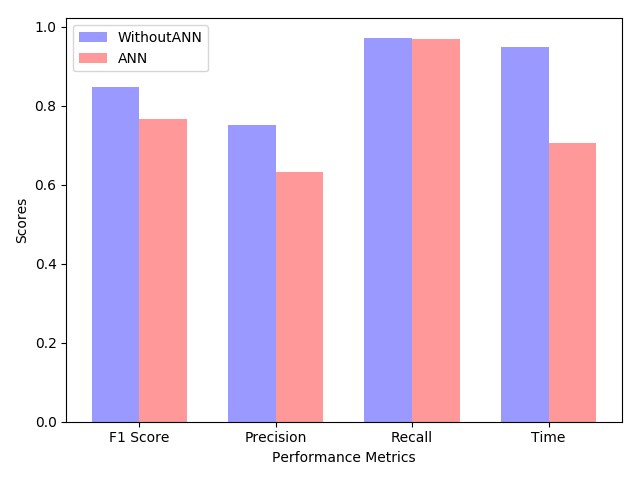 WithoutANN
ANN
1.0
0.8
0.6
0.4
0.2
0.0
Scores
F1 Score
Precision
Recall
Time
Performance Metrics